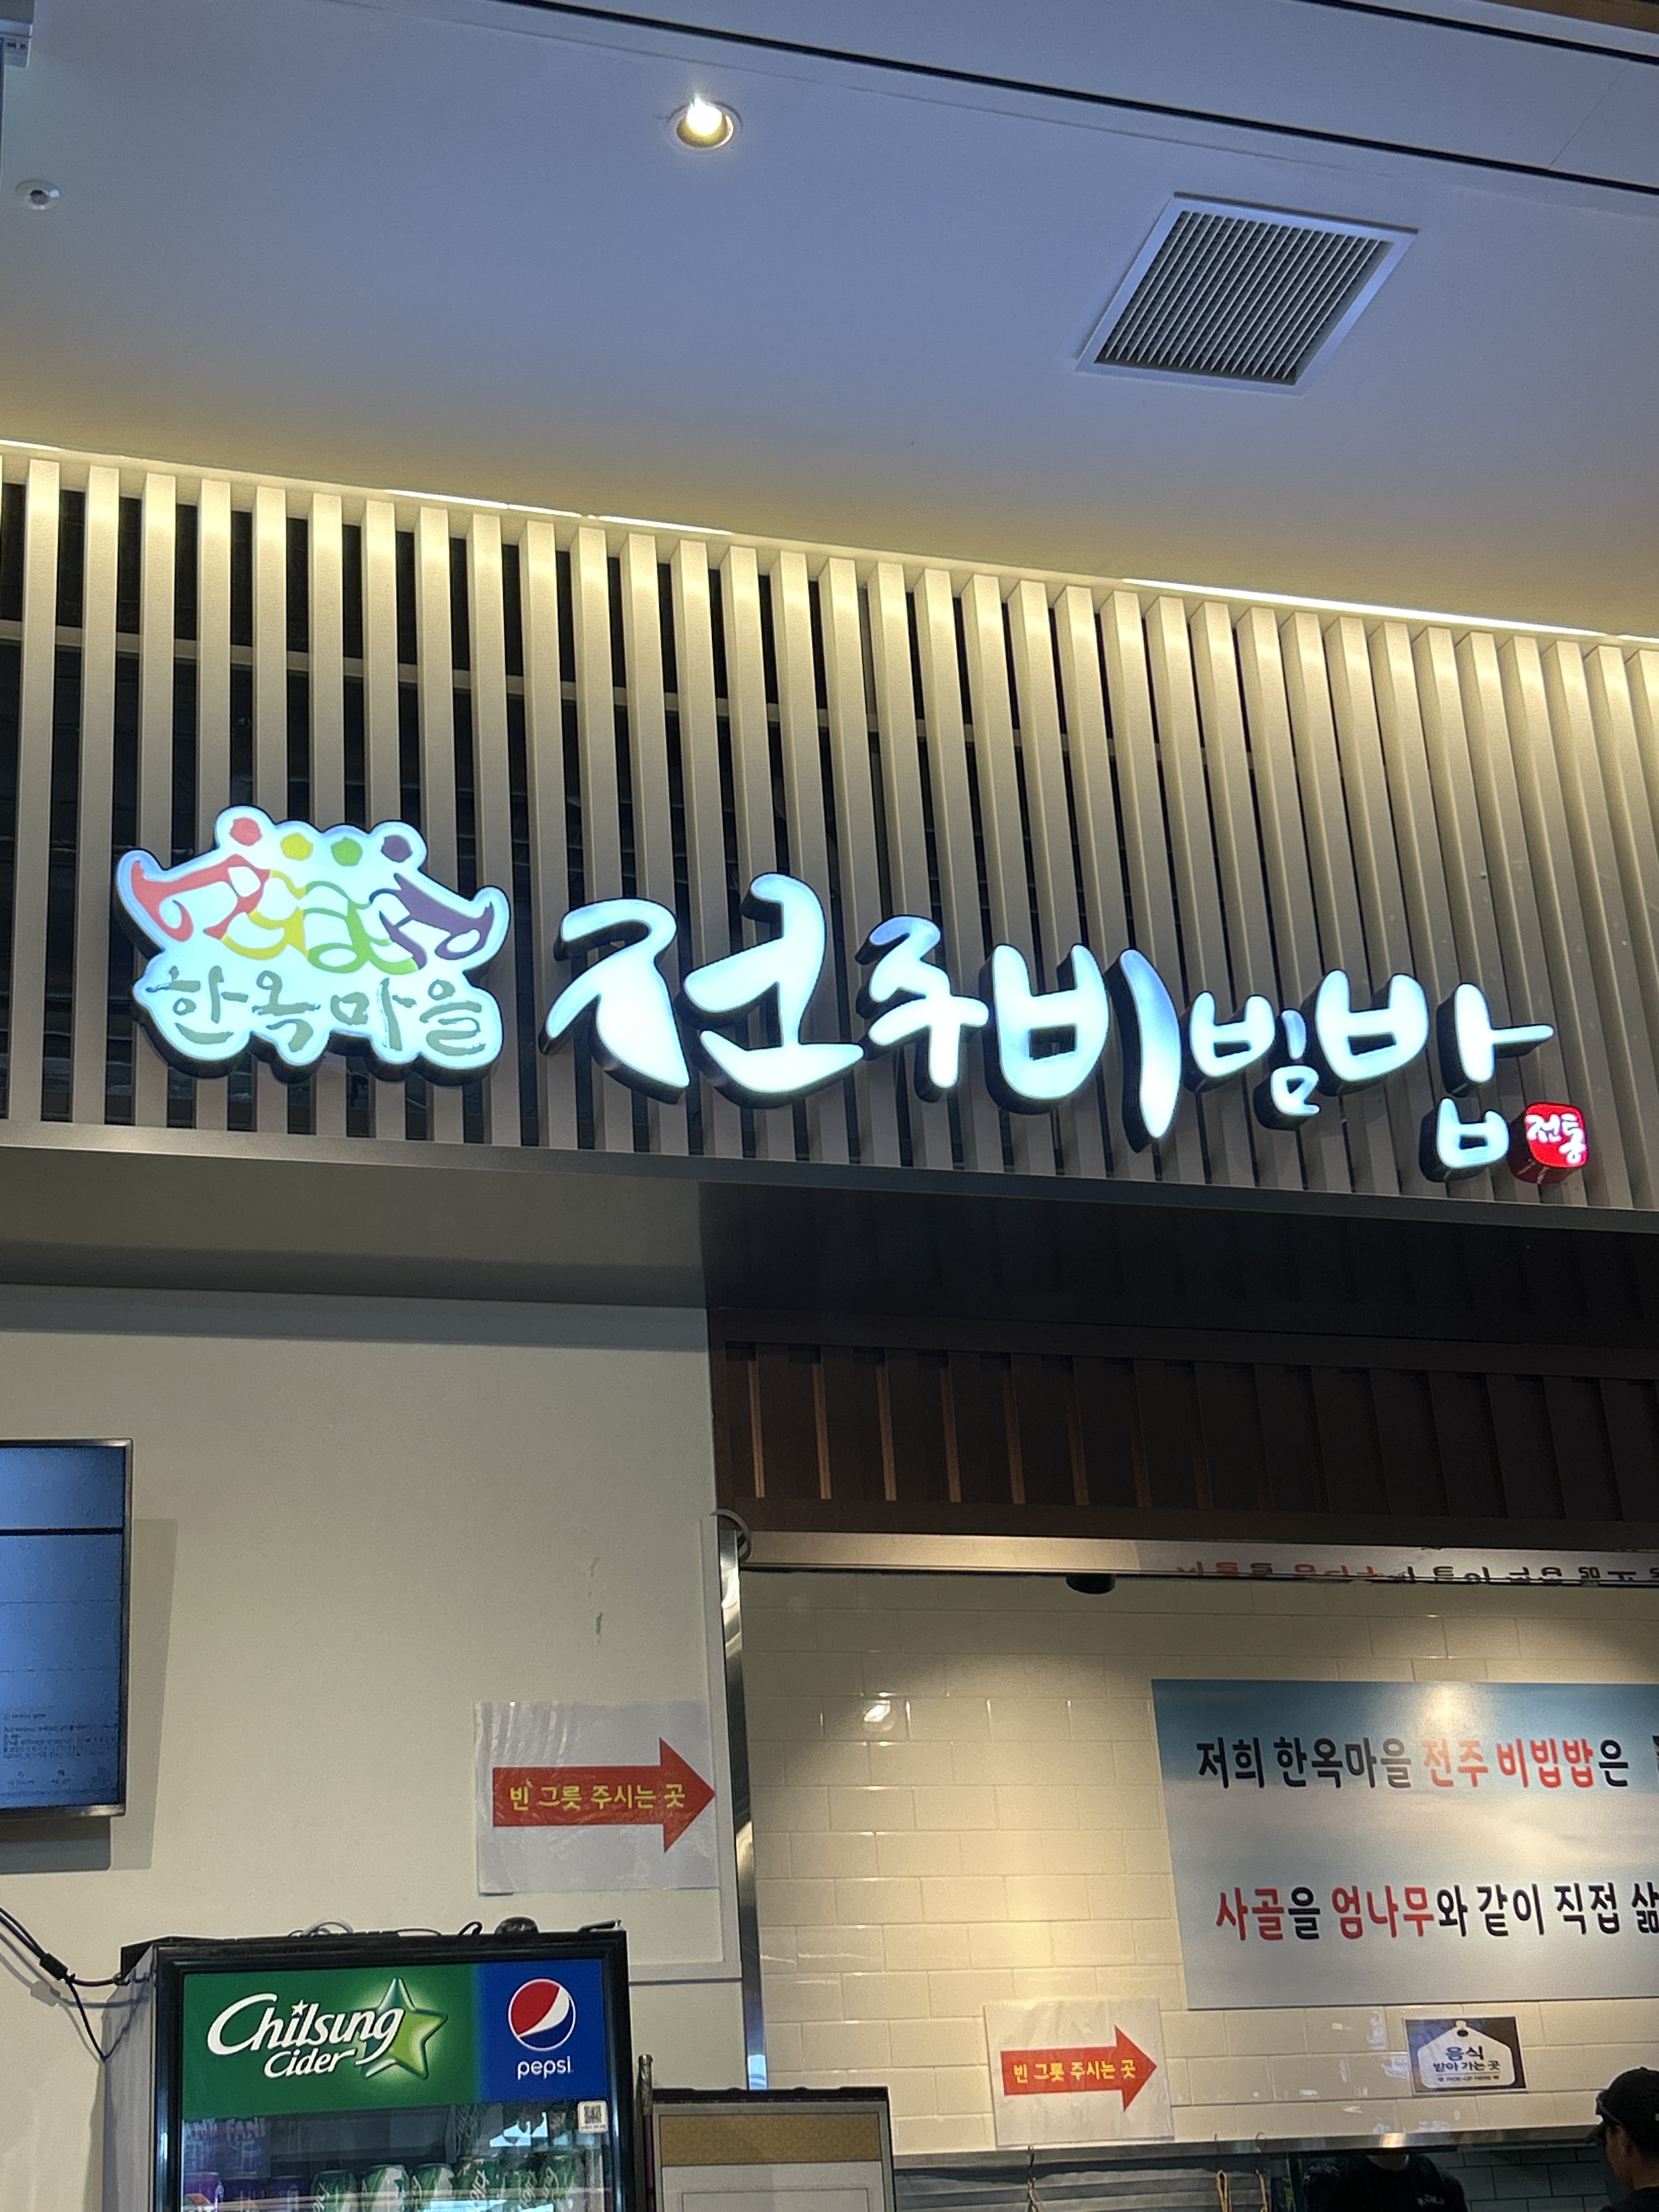 한옥마을
전주비빔밥
전통
빈 그릇 주시는 곳
저희 한옥마을 전주 비빔밥은
사골을 엄나무와 같이 직접 삶
Chilsung
Cider
pepsi
빈 그릇 주시는 곳
음식
받아 가는 곳